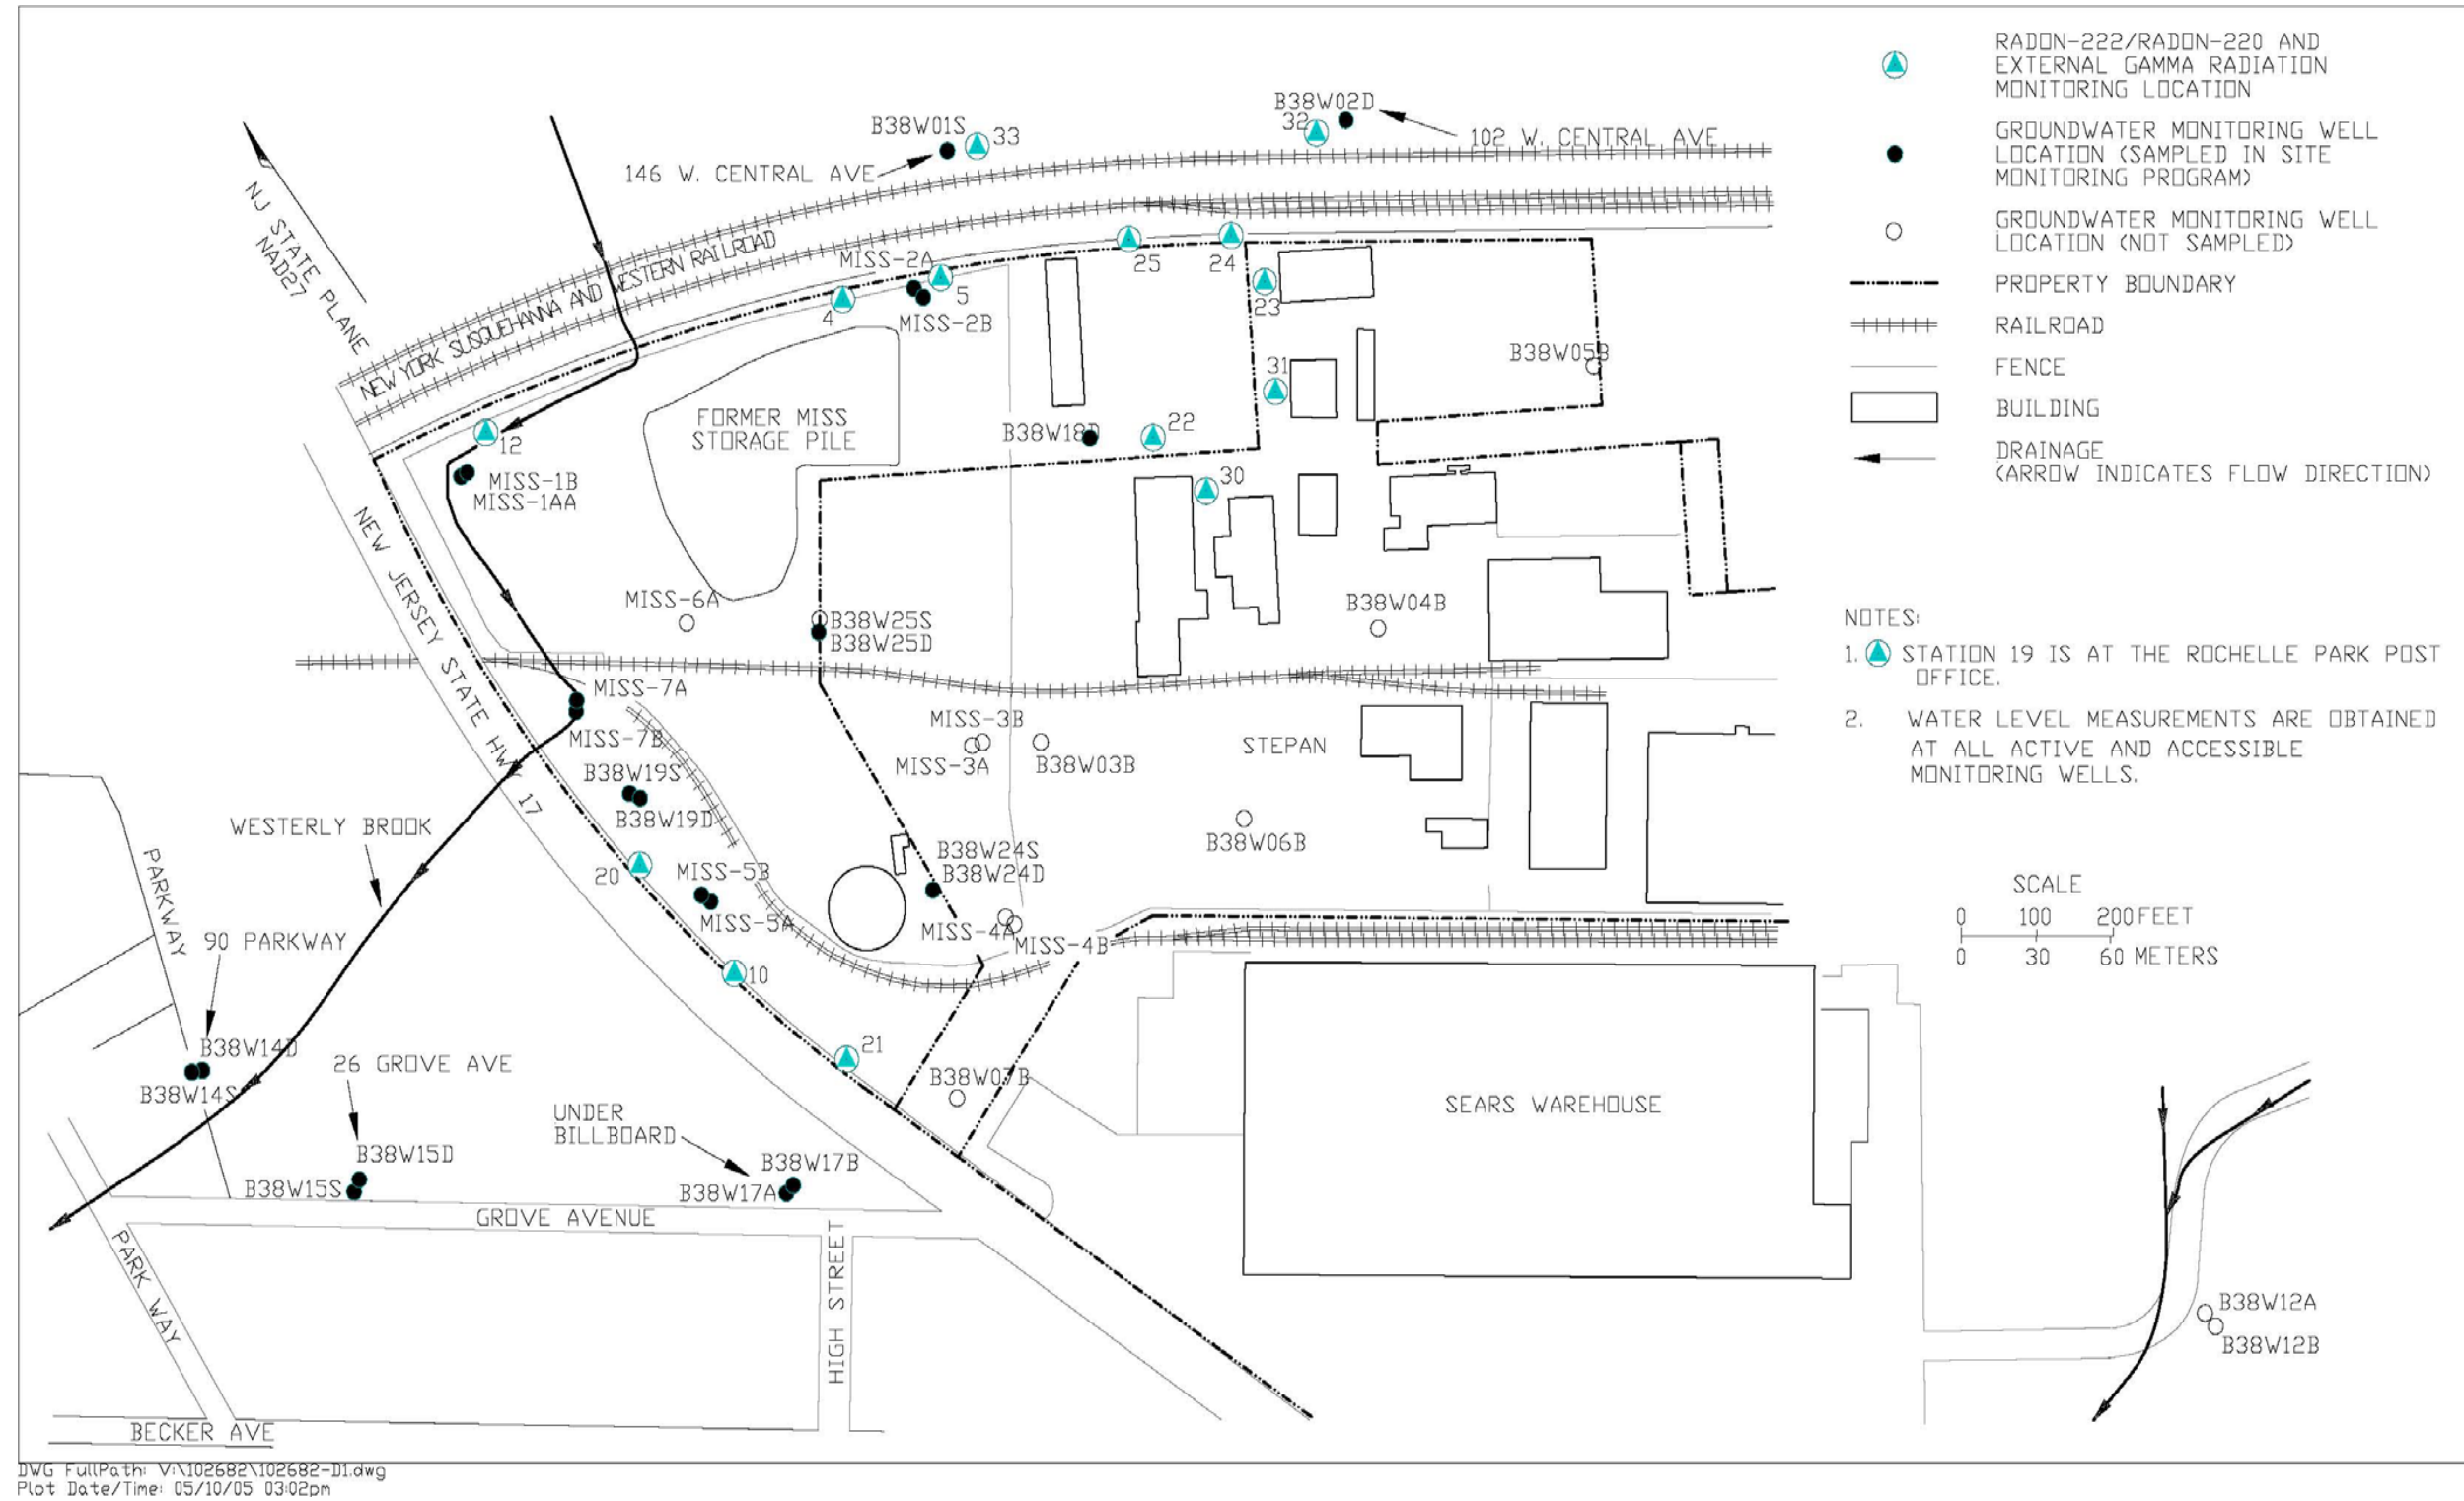 RADON-222/RADON-220 AND
EXTERNAL GAMMA RADIATION
MONITORING LOCATION
GROUNDWATER MONITORING WELL
LOCATION (SAMPLED IN SITE
MONITORING PROGRAM)
GROUNDWATER MONITORING WELL
LOCATION (NOT SAMPLED)
PROPERTY BOUNDARY
RAILROAD
FENCE
BUILDING
DRAINAGE
(ARROW INDICATES FLOW DIRECTION)
NOTES:
1. STATION 19 IS AT THE ROCHELLE PARK POST
OFFICE.
2. WATER LEVEL MEASUREMENTS ARE OBTAINED
AT ALL ACTIVE AND ACCESSIBLE
MONITORING WELLS.
SCALE
0 100 200 FEET
0 30 60 METERS
B38W02D
32
102 W. CENTRAL AVE
B38W01S
33
146 W. CENTRAL AVE
NJ STATE PLANE
NAD27
NEW YORK SUSQUEHANNA AND WESTERN RAILROAD
MISS-2A
5
4
MISS-2B
25
24
23
31
B38W05B
FORMER MISS
STORAGE PILE
B38W18D
22
12
MISS-1B
MISS-1AA
30
NEW JERSEY STATE HWY 17
MISS-6A
B38W25S
B38W25D
B38W04B
MISS-7A
MISS-7B
MISS-3B
MISS-3A
B38W03B
STEPAN
B38W19S
B38W19D
WESTERLY BROOK
B38W06B
PARKWAY
20
MISS-5B
MISS-5A
B38W24S
B38W24D
MISS-4A
MISS-4B
90 PARKWAY
10
21
B38W14D
B38W14S
26 GROVE AVE
B38W07B
UNDER
BILLBOARD
SEARS WAREHOUSE
B38W15D
B38W15S
B38W17B
B38W17A
GROVE AVENUE
PARK WAY
HIGH STREET
B38W12A
B38W12B
BECKER AVE
DWG FullPath: V:\102682\102682-D1.dwg
Plot Date/Time: 05/10/05 03:02pm